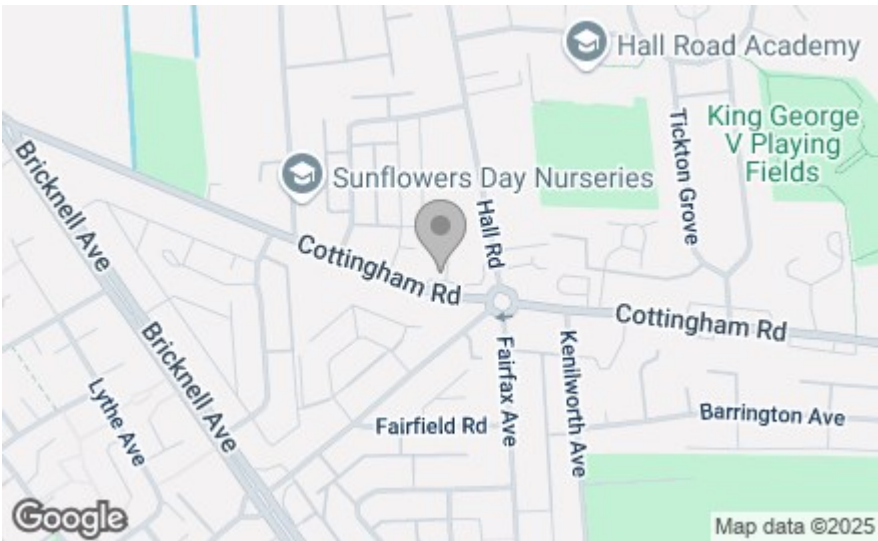 Hall Road Academy
King George
V Playing
Fields
Tickton Grove
Bricknell Ave
Sunflowers Day Nurseries
Hall Rd
Cottingham Rd
Cottingham Rd
Bricknell Ave
Fairfax Ave
Kenilworth Ave
Lythe Ave
Fairfield Rd
Barrington Ave
Google
Map data ©2025